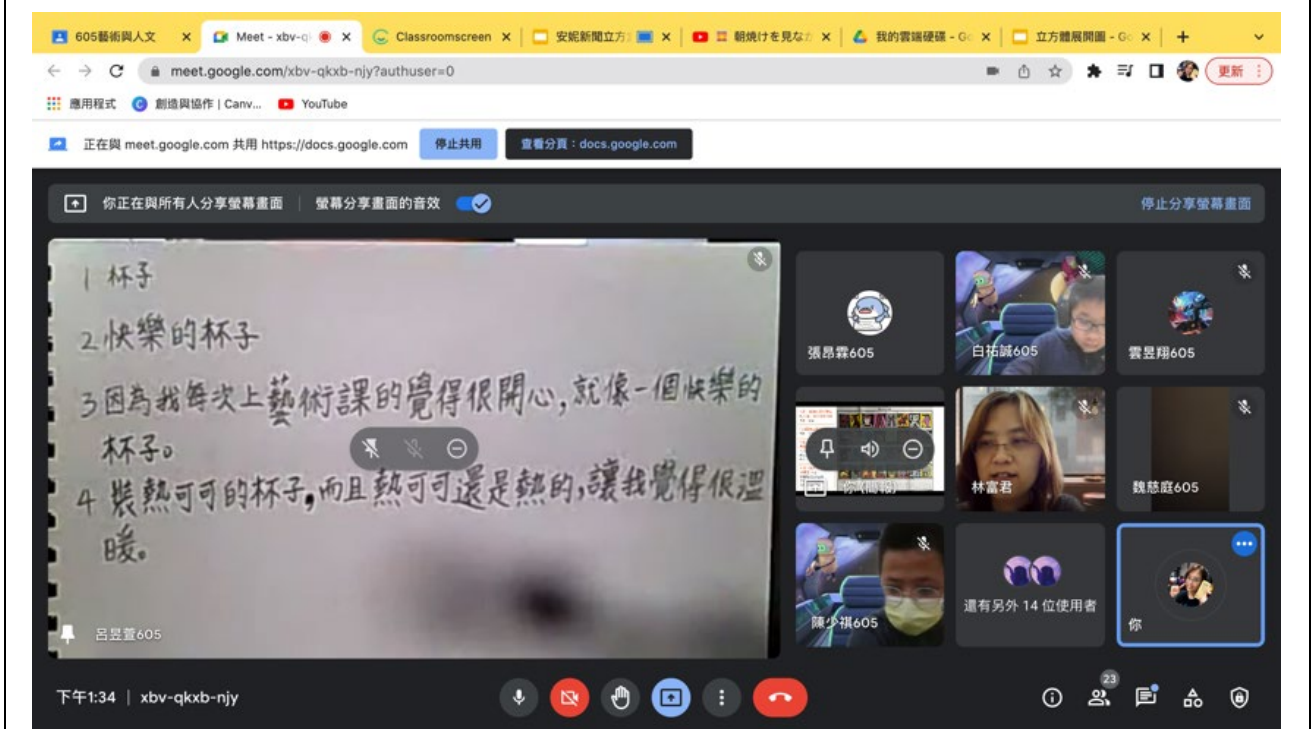 605藝術與人文
Meet - xbv-q
Classroomscreen
安妮新聞立方
朝焼けを見なが
我的雲端硬碟 - G
立方體展開圖 - Go
meet.google.com/xbv-qkxb-njy?authuser=0
更新
應用程式
創造與協作 | Canv...
YouTube
正在與 meet.google.com 共用 https://docs.google.com
停止共用
查看分頁：docs.google.com
你正在與所有人分享螢幕畫面
螢幕分享畫面的音效
停止分享螢幕畫面
1 杯子
2.快樂的杯子
3因為我每次上藝術課的覺得很開心,就像一個快樂的
杯子。
4 裝熱可可的杯子,而且熱可可還是熱的,讓我覺得很溫
暖。
呂昱萱605
張昂霖605
白祐誠605
雲昱翔605
你 (簡報)
林富君
魏慈庭605
陳少祺605
還有另外 14 位使用者
你
下午1:34 | xbv-qkxb-njy
23